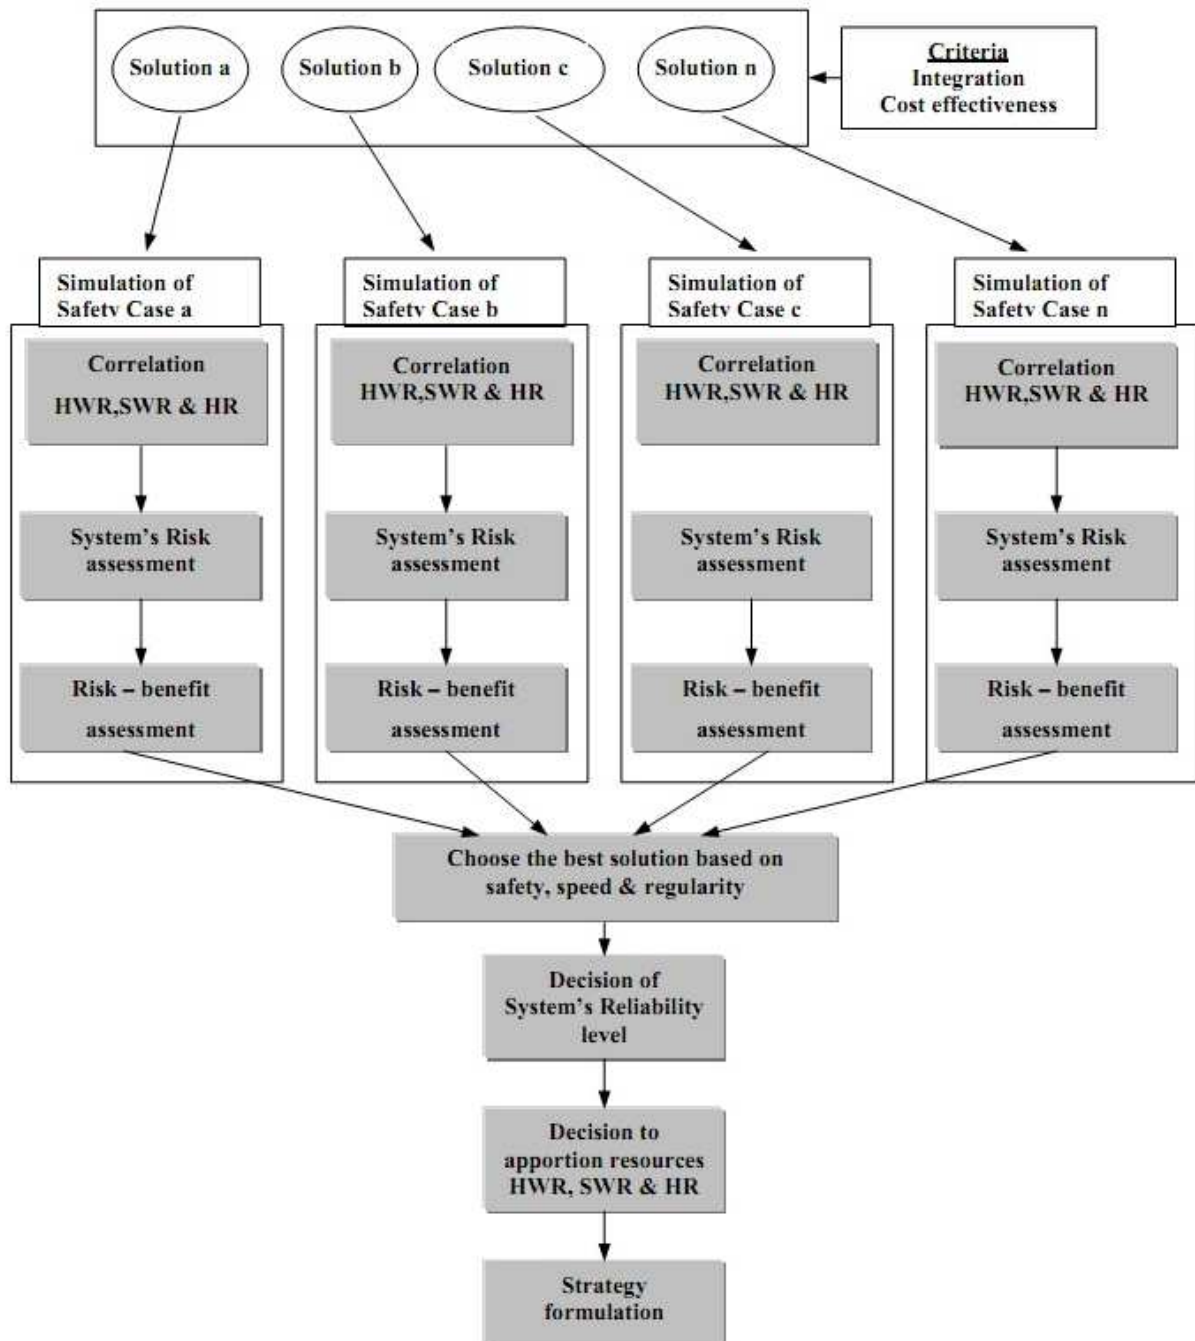 Solution a
Solution b
Solution c
Solution n
Criteria
Integration
Cost effectiveness
Simulation of
Safety Case a
Simulation of
Safety Case b
Simulation of
Safety Case c
Simulation of
Safety Case n
Correlation
HWR,SWR & HR
Correlation
HWR,SWR & HR
Correlation
HWR,SWR & HR
Correlation
HWR,SWR & HR
System's Risk
assessment
System's Risk
assessment
System's Risk
assessment
System's Risk
assessment
Risk – benefit
assessment
Risk – benefit
assessment
Risk – benefit
assessment
Risk – benefit
assessment
Choose the best solution based on
safety, speed & regularity
Decision of
System's Reliability
level
Decision to
apportion resources
HWR, SWR & HR
Strategy
formulation